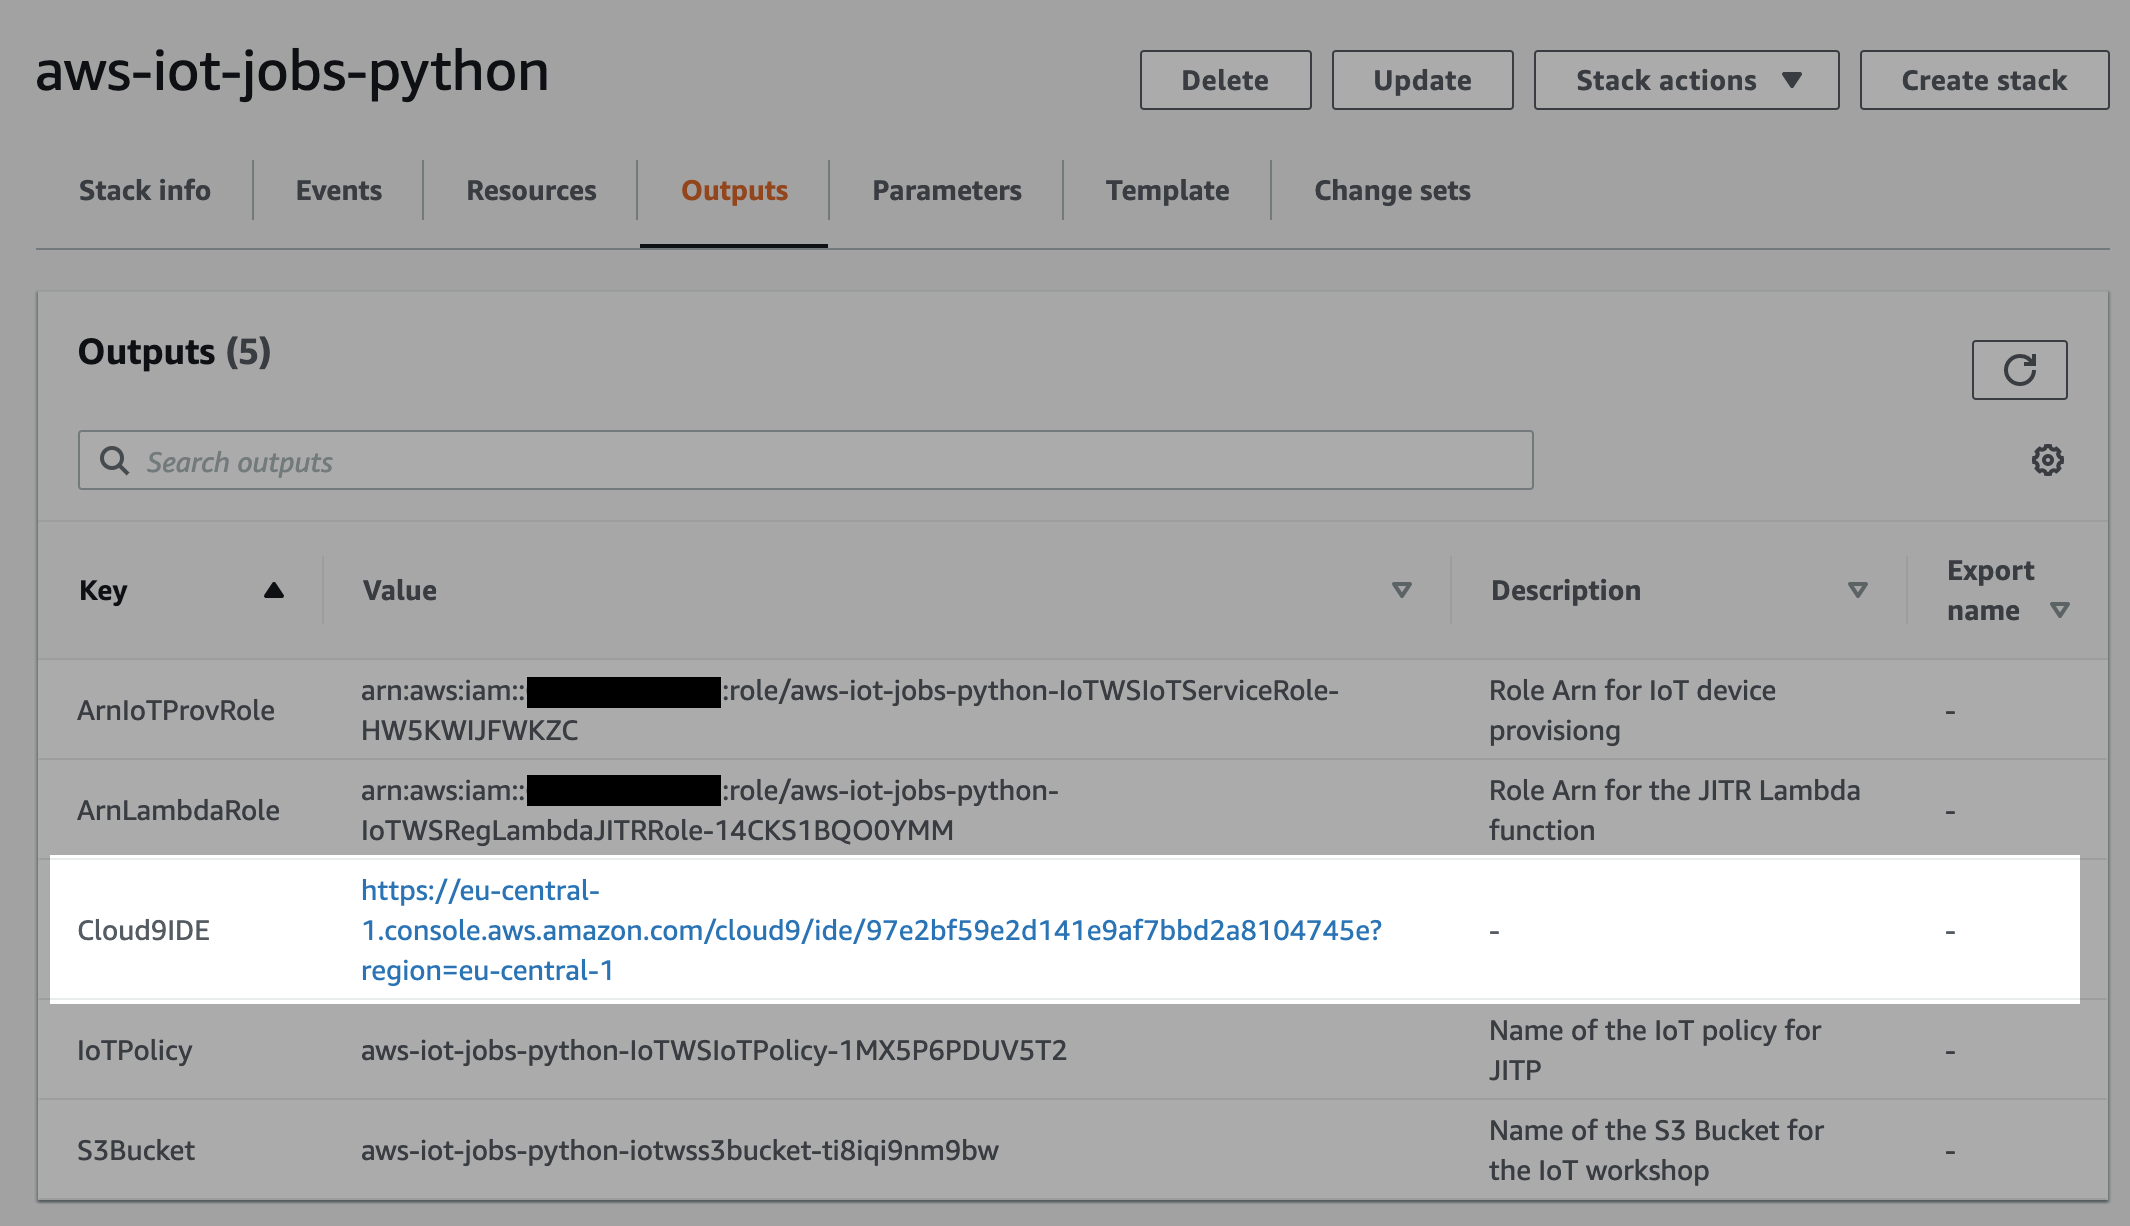 aws-iot-jobs-python
Delete
Update
Stack actions
Create stack
Stack info
Events
Resources
Outputs
Parameters
Template
Change sets
Outputs (5)
Search outputs
Key
Value
Description
Export
name
ArnIoTProvRole
arn:aws:iam:: :role/aws-iot-jobs-python-IoTWSIoTServiceRole-
HW5KWIJFWKZC
Role Arn for IoT device
provisiong
-
ArnLambdaRole
arn:aws:iam:: :role/aws-iot-jobs-python-
IoTWSRegLambdaJITRRole-14CKS1BQO0YMM
Role Arn for the JITR Lambda
function
-
Cloud9IDE
https://eu-central-
1.console.aws.amazon.com/cloud9/ide/97e2bf59e2d141e9af7bbd2a8104745e?
region=eu-central-1
-
-
IoTPolicy
aws-iot-jobs-python-IoTWSIoTPolicy-1MX5P6PDUV5T2
Name of the IoT policy for
JITP
-
S3Bucket
aws-iot-jobs-python-iotwss3bucket-ti8iqi9nm9bw
Name of the S3 Bucket for
the IoT workshop
-